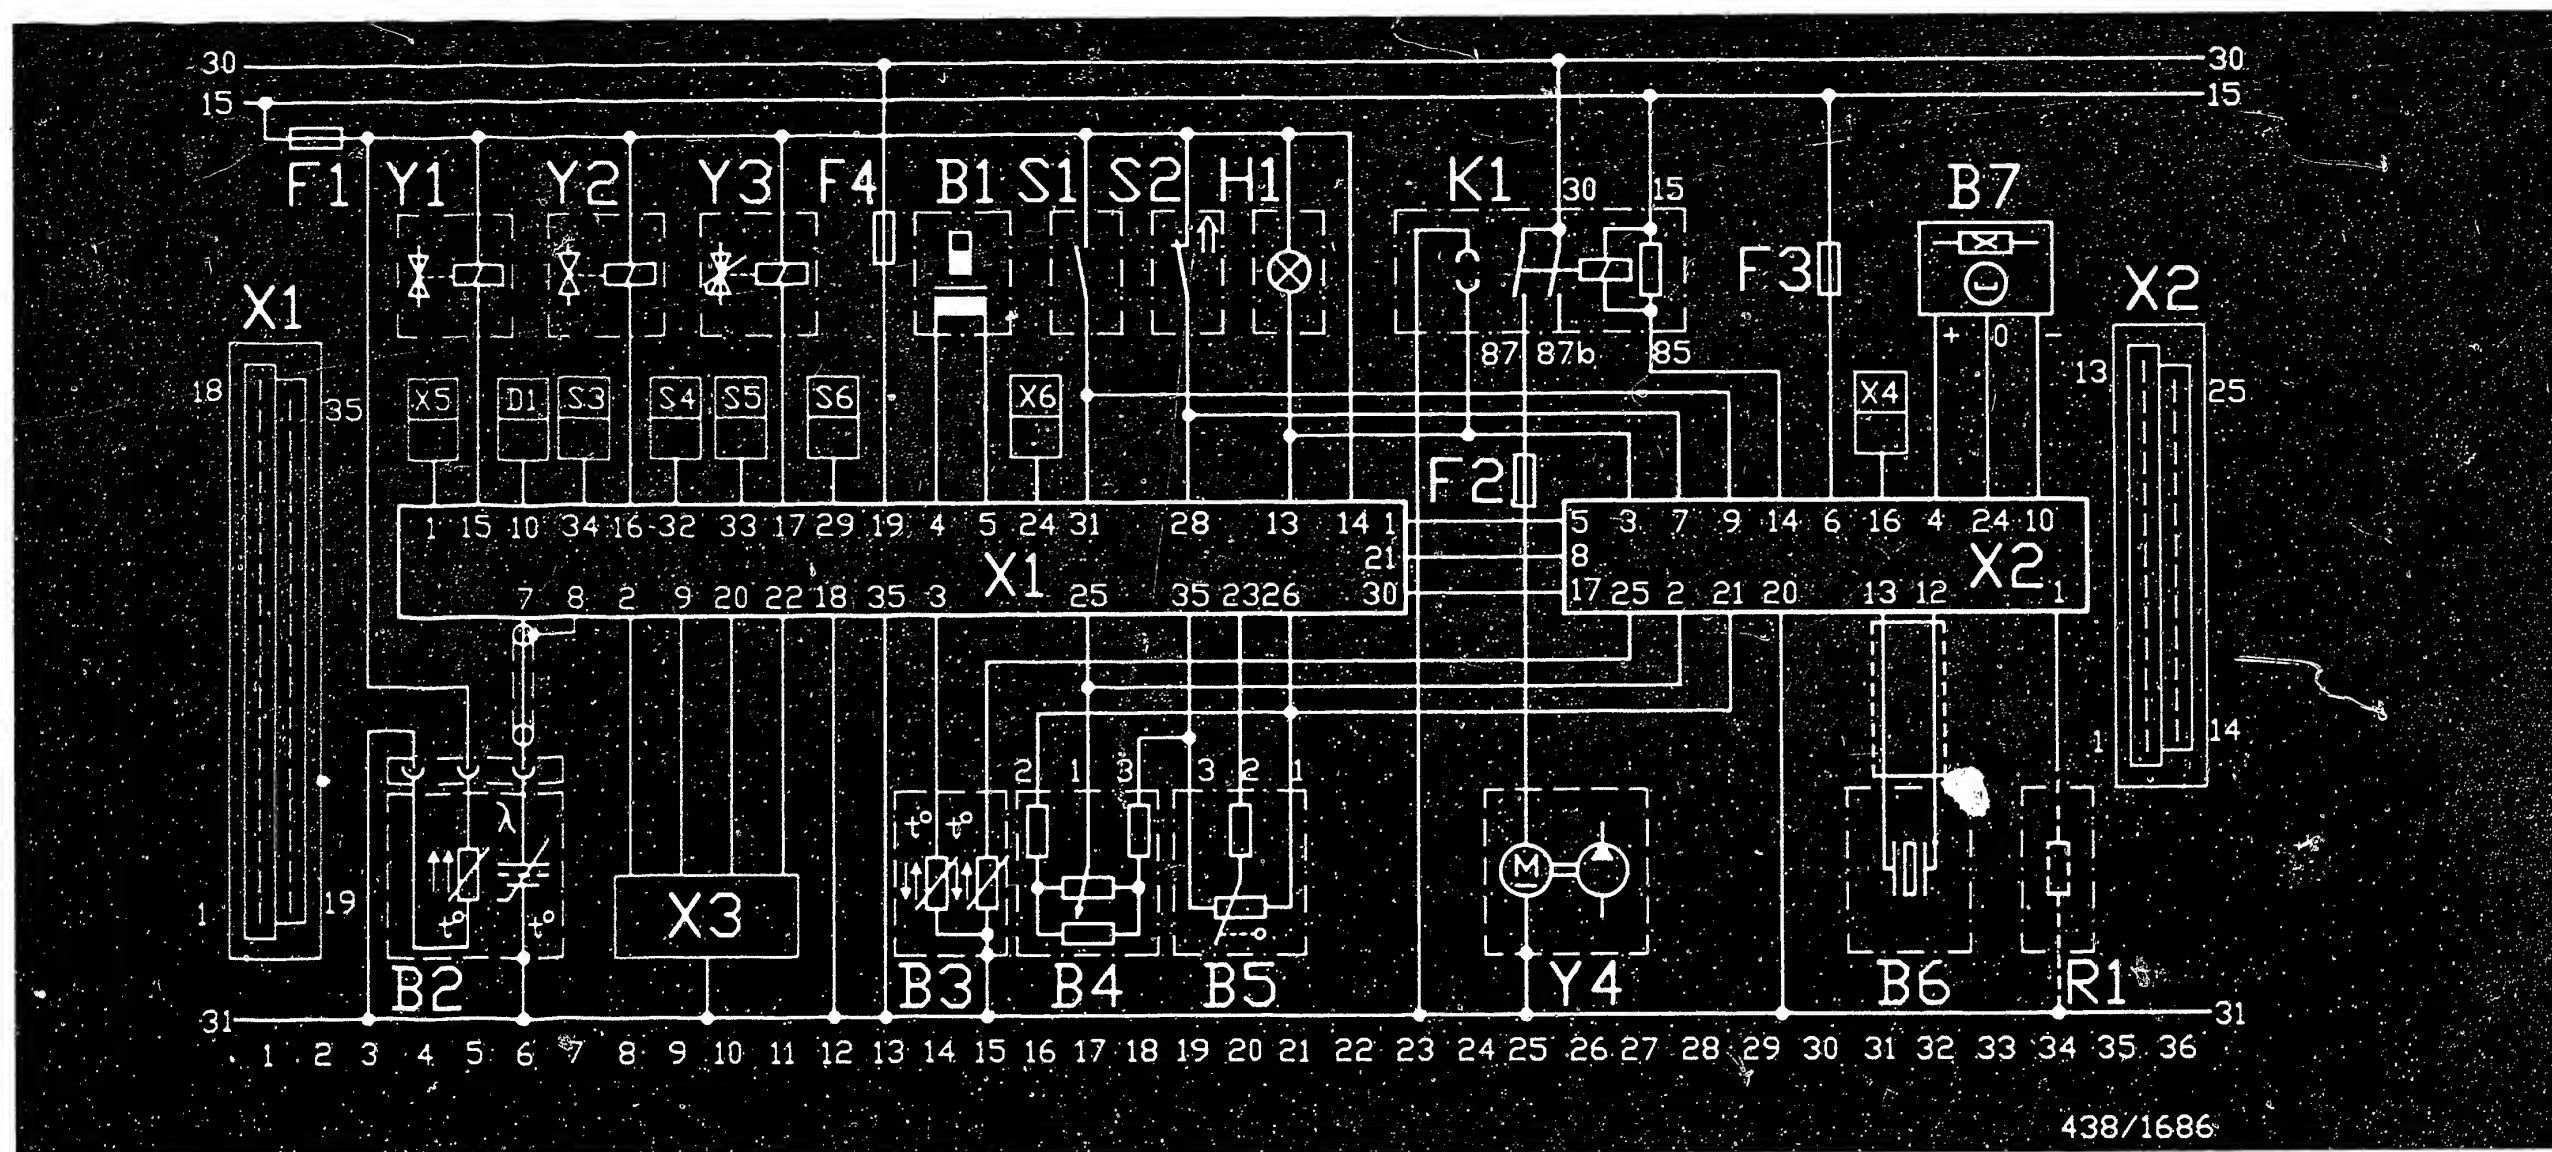 30 30
15 15
F1 Y1 Y2 Y3 F4 B1 S1 S2 H1 K1 30 15 F3 B7
X1 X2
+ 0 -
87 87b 85
18 35 X5 D1 S3 S4 S5 S6 X6 X4 13 25
F2
1 15 10 34 16 32 33 17 29 19 4 5 24 31 28 13 14 1 5 3 7 9 14 6 16 4 24 10
X1 21 8 X2
7 8 2 9 20 22 18 35 3 25 35 23 26 30 17 25 2 21 20 13 12 1
1 14
2 1 3 3 2 1
λ t° t°
M
1 19 t° t° X3
B2 B3 B4 B5 Y4 B6 R1
31 31
1 2 3 4 5 6 7 8 9 10 11 12 13 14 15 16 17 18 19 20 21 22 23 24 25 26 27 28 29 30 31 32 33 34 35 36
438/1686